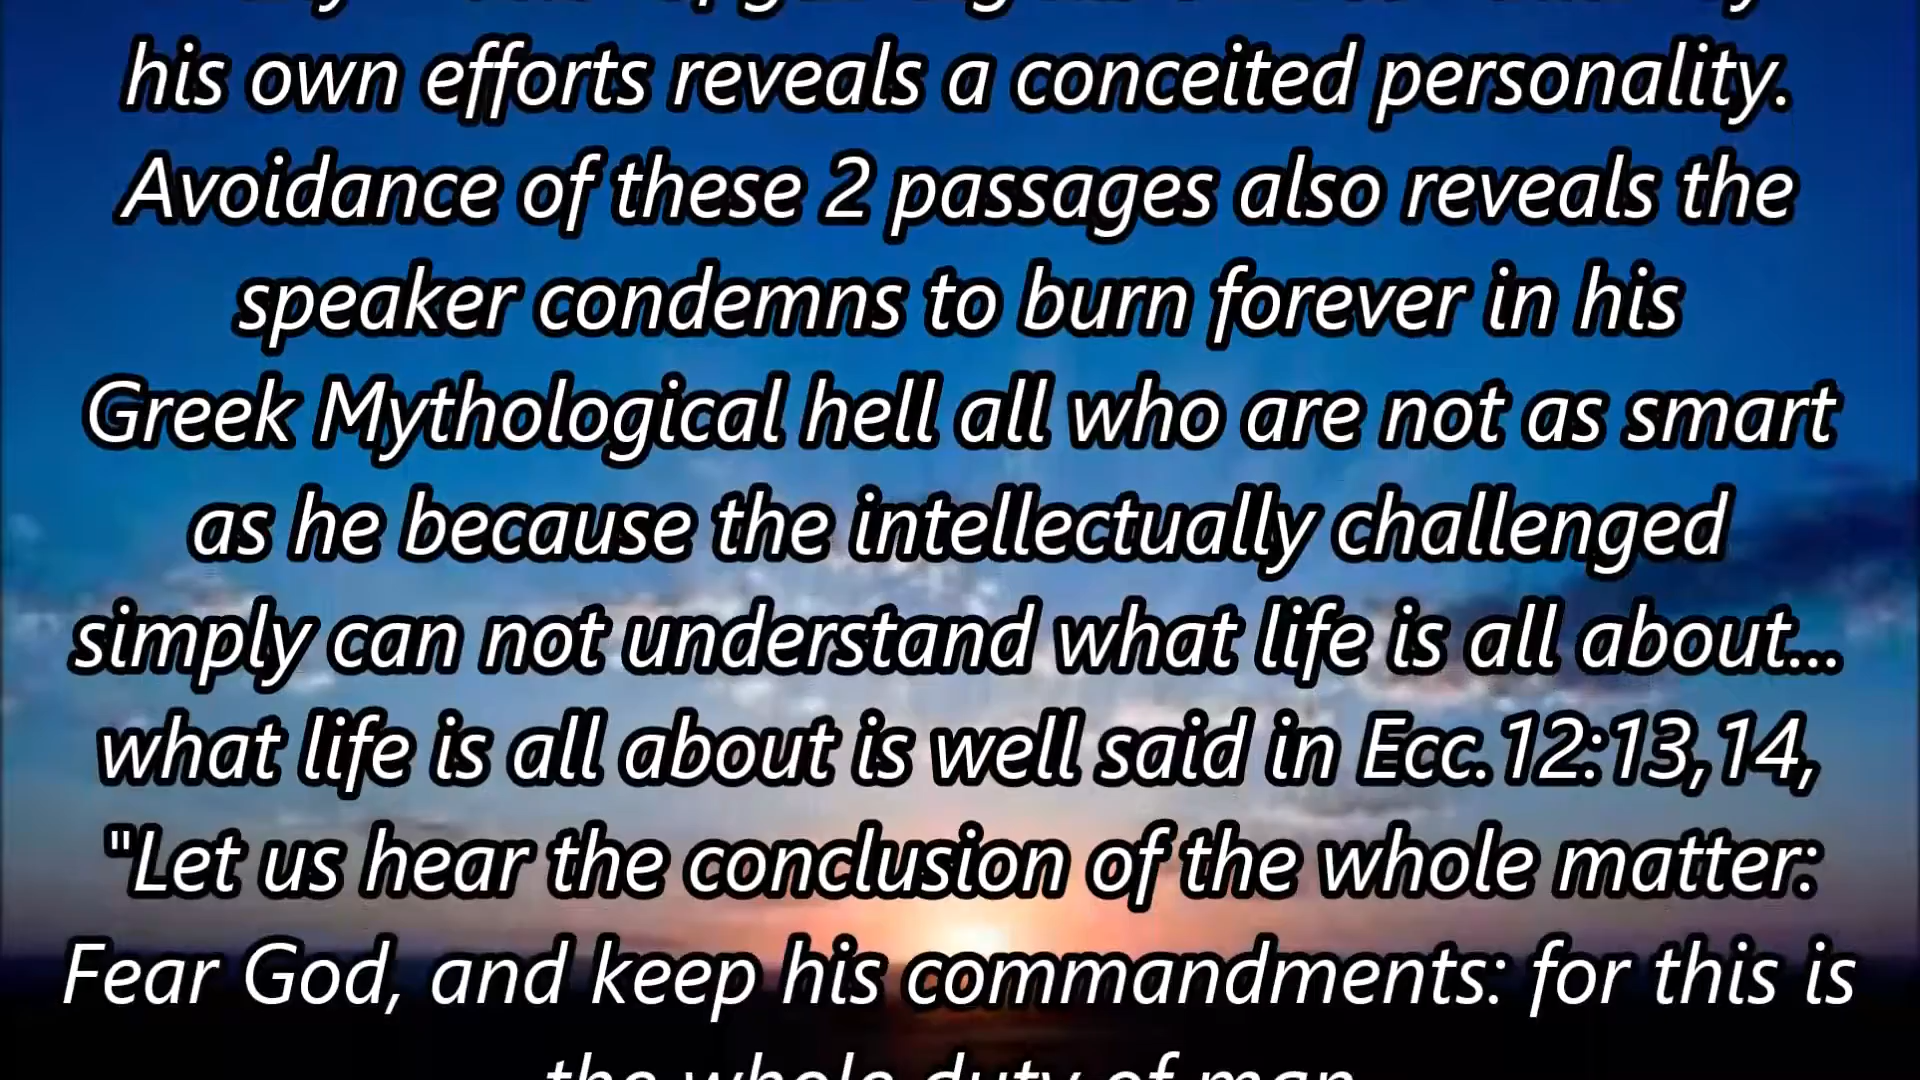 his own efforts reveals a conceited personality.
Avoidance of these 2 passages also reveals the
speaker condemns to burn forever in his
Greek Mythological hell all who are not as smart
as he because the intellectually challenged
simply can not understand what life is all about...
what life is all about is well said in Ecc.12:13,14,
"Let us hear the conclusion of the whole matter:
Fear God, and keep his commandments: for this is
the whole duty of man